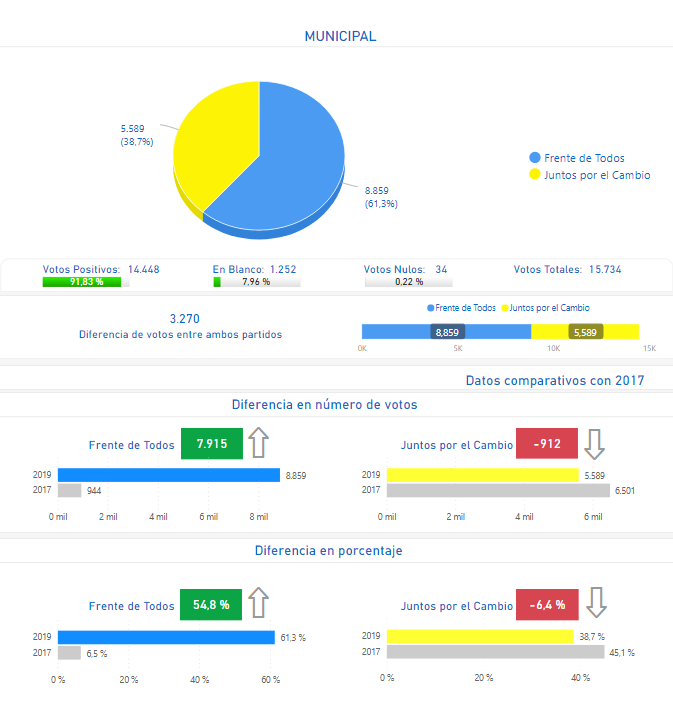 MUNICIPAL
5.589
(38,7%)
8.859
(61,3%)
Frente de Todos
Juntos por el Cambio
Votos Positivos: 14.448
91,83 %
En Blanco: 1.252
7,96 %
Votos Nulos: 34
0,22 %
Votos Totales: 15.734
3.270
Diferencia de votos entre ambos partidos
Frente de Todos Juntos por el Cambio
8,859 5,589
0K 5K 10K 15K
Datos comparativos con 2017
Diferencia en número de votos
Frente de Todos 7.915
2019 8.859
2017 944
0 mil 2 mil 4 mil 6 mil 8 mil
Juntos por el Cambio -912
2019 5.589
2017 6.501
0 mil 2 mil 4 mil 6 mil
Diferencia en porcentaje
Frente de Todos 54,8 %
2019 61,3 %
2017 6,5 %
0 % 20 % 40 % 60 %
Juntos por el Cambio -6,4 %
2019 38,7 %
2017 45,1 %
0 % 20 % 40 %